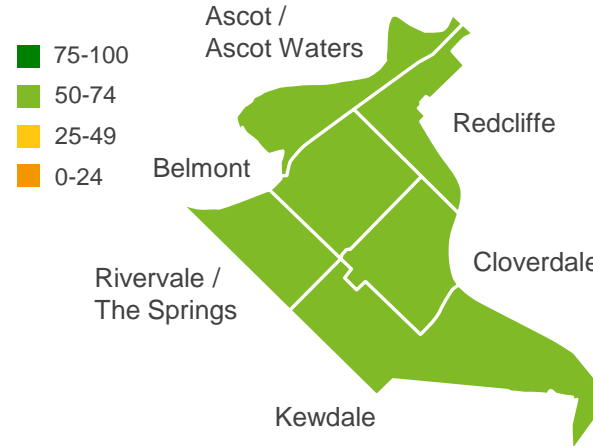 Ascot /
Ascot Waters
75-100
50-74
25-49
0-24
Redcliffe
Belmont
Cloverdale
Rivervale /
The Springs
Kewdale